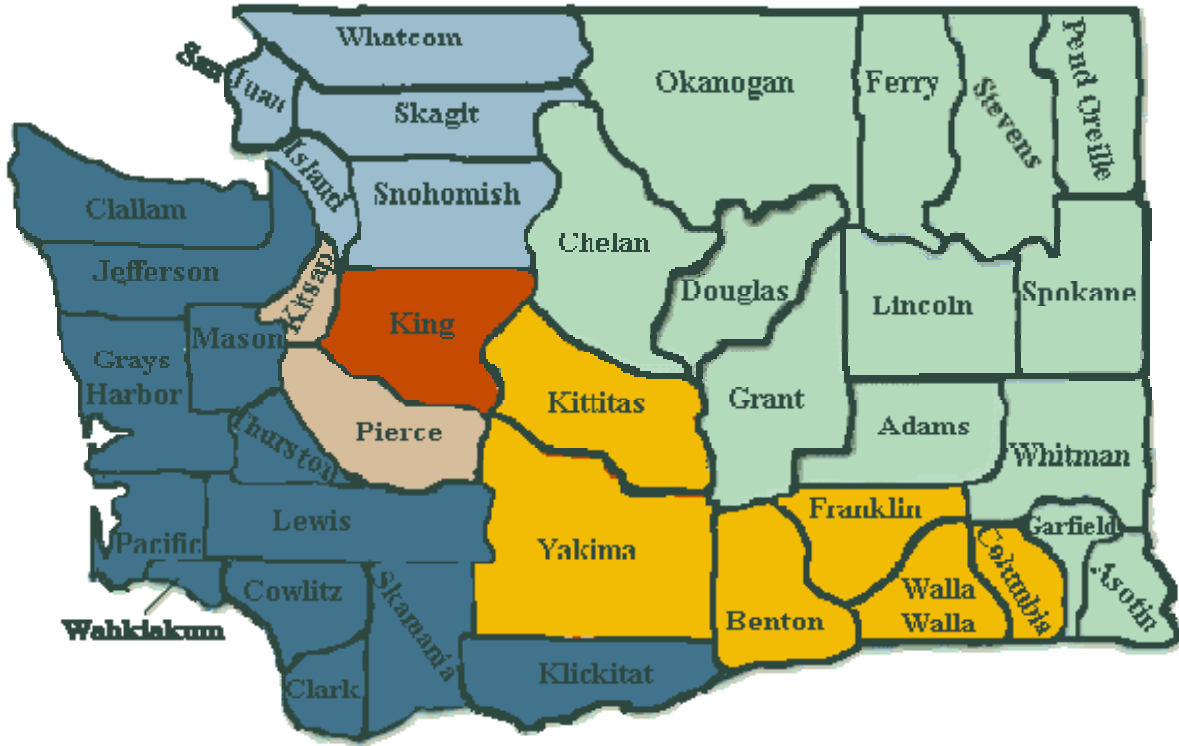 Whatcom
San
Juan
Okanogan
Ferry
Stevens
Pend Oreille
Skagit
Island
Snohomish
Clallam
Chelan
Jefferson
Kitsap
Douglas
Lincoln
Spokane
King
Mason
Grays
Harbor
Kittitas
Grant
Adams
Pierce
Thurston
Whitman
Lewis
Franklin
Garfield
Pacific
Yakima
Columbia
Asotin
Cowlitz
Skamania
Walla
Walla
Wahkiakum
Benton
Clark
Klickitat